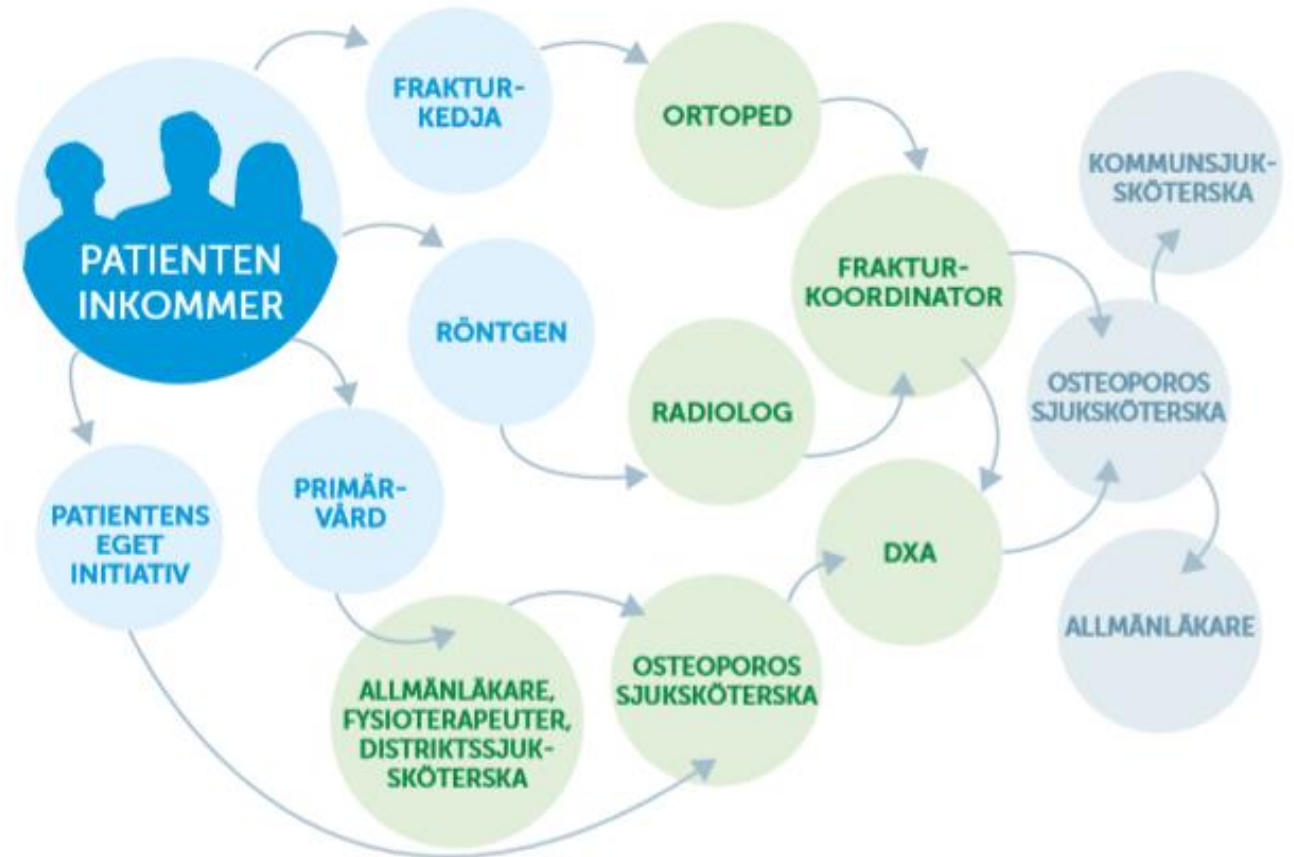 FRAKTUR-
KEDJA
ORTOPED
KOMMUNSJUK-
SKÖTERSKA
PATIENTEN
INKOMMER
FRAKTUR-
KOORDINATOR
RÖNTGEN
RADIOLOG
OSTEOPOROS
SJUKSKÖTERSKA
PRIMÄR-
VÅRD
PATIENTENS
EGET
INITIATIV
DXA
ALLMÄNLÄKARE
OSTEOPOROS
SJUKSKÖTERSKA
ALLMÄNLÄKARE,
FYSIOTERAPEUTER,
DISTRIKTSSJUK-
SKÖTERSKA